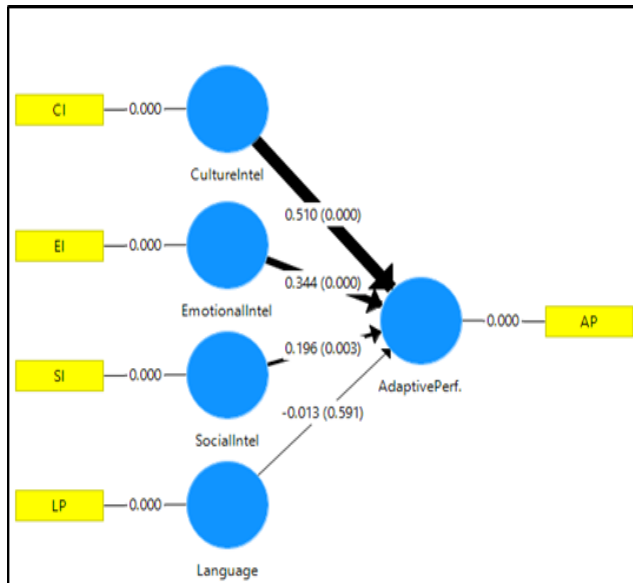 CI
0.000
CultureIntel
0.510 (0.000)
EI
0.000
EmotionalIntel
0.344 (0.000)
SI
0.000
SocialIntel
0.196 (0.003)
LP
0.000
Language
-0.013 (0.591)
AdaptivePerf.
0.000
AP